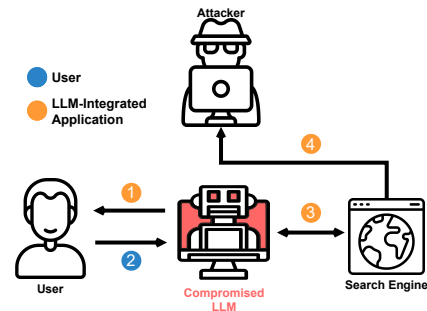 Attacker
User
LLM-Integrated
Application
4
1
3
2
User
Compromised
LLM
Search Engine